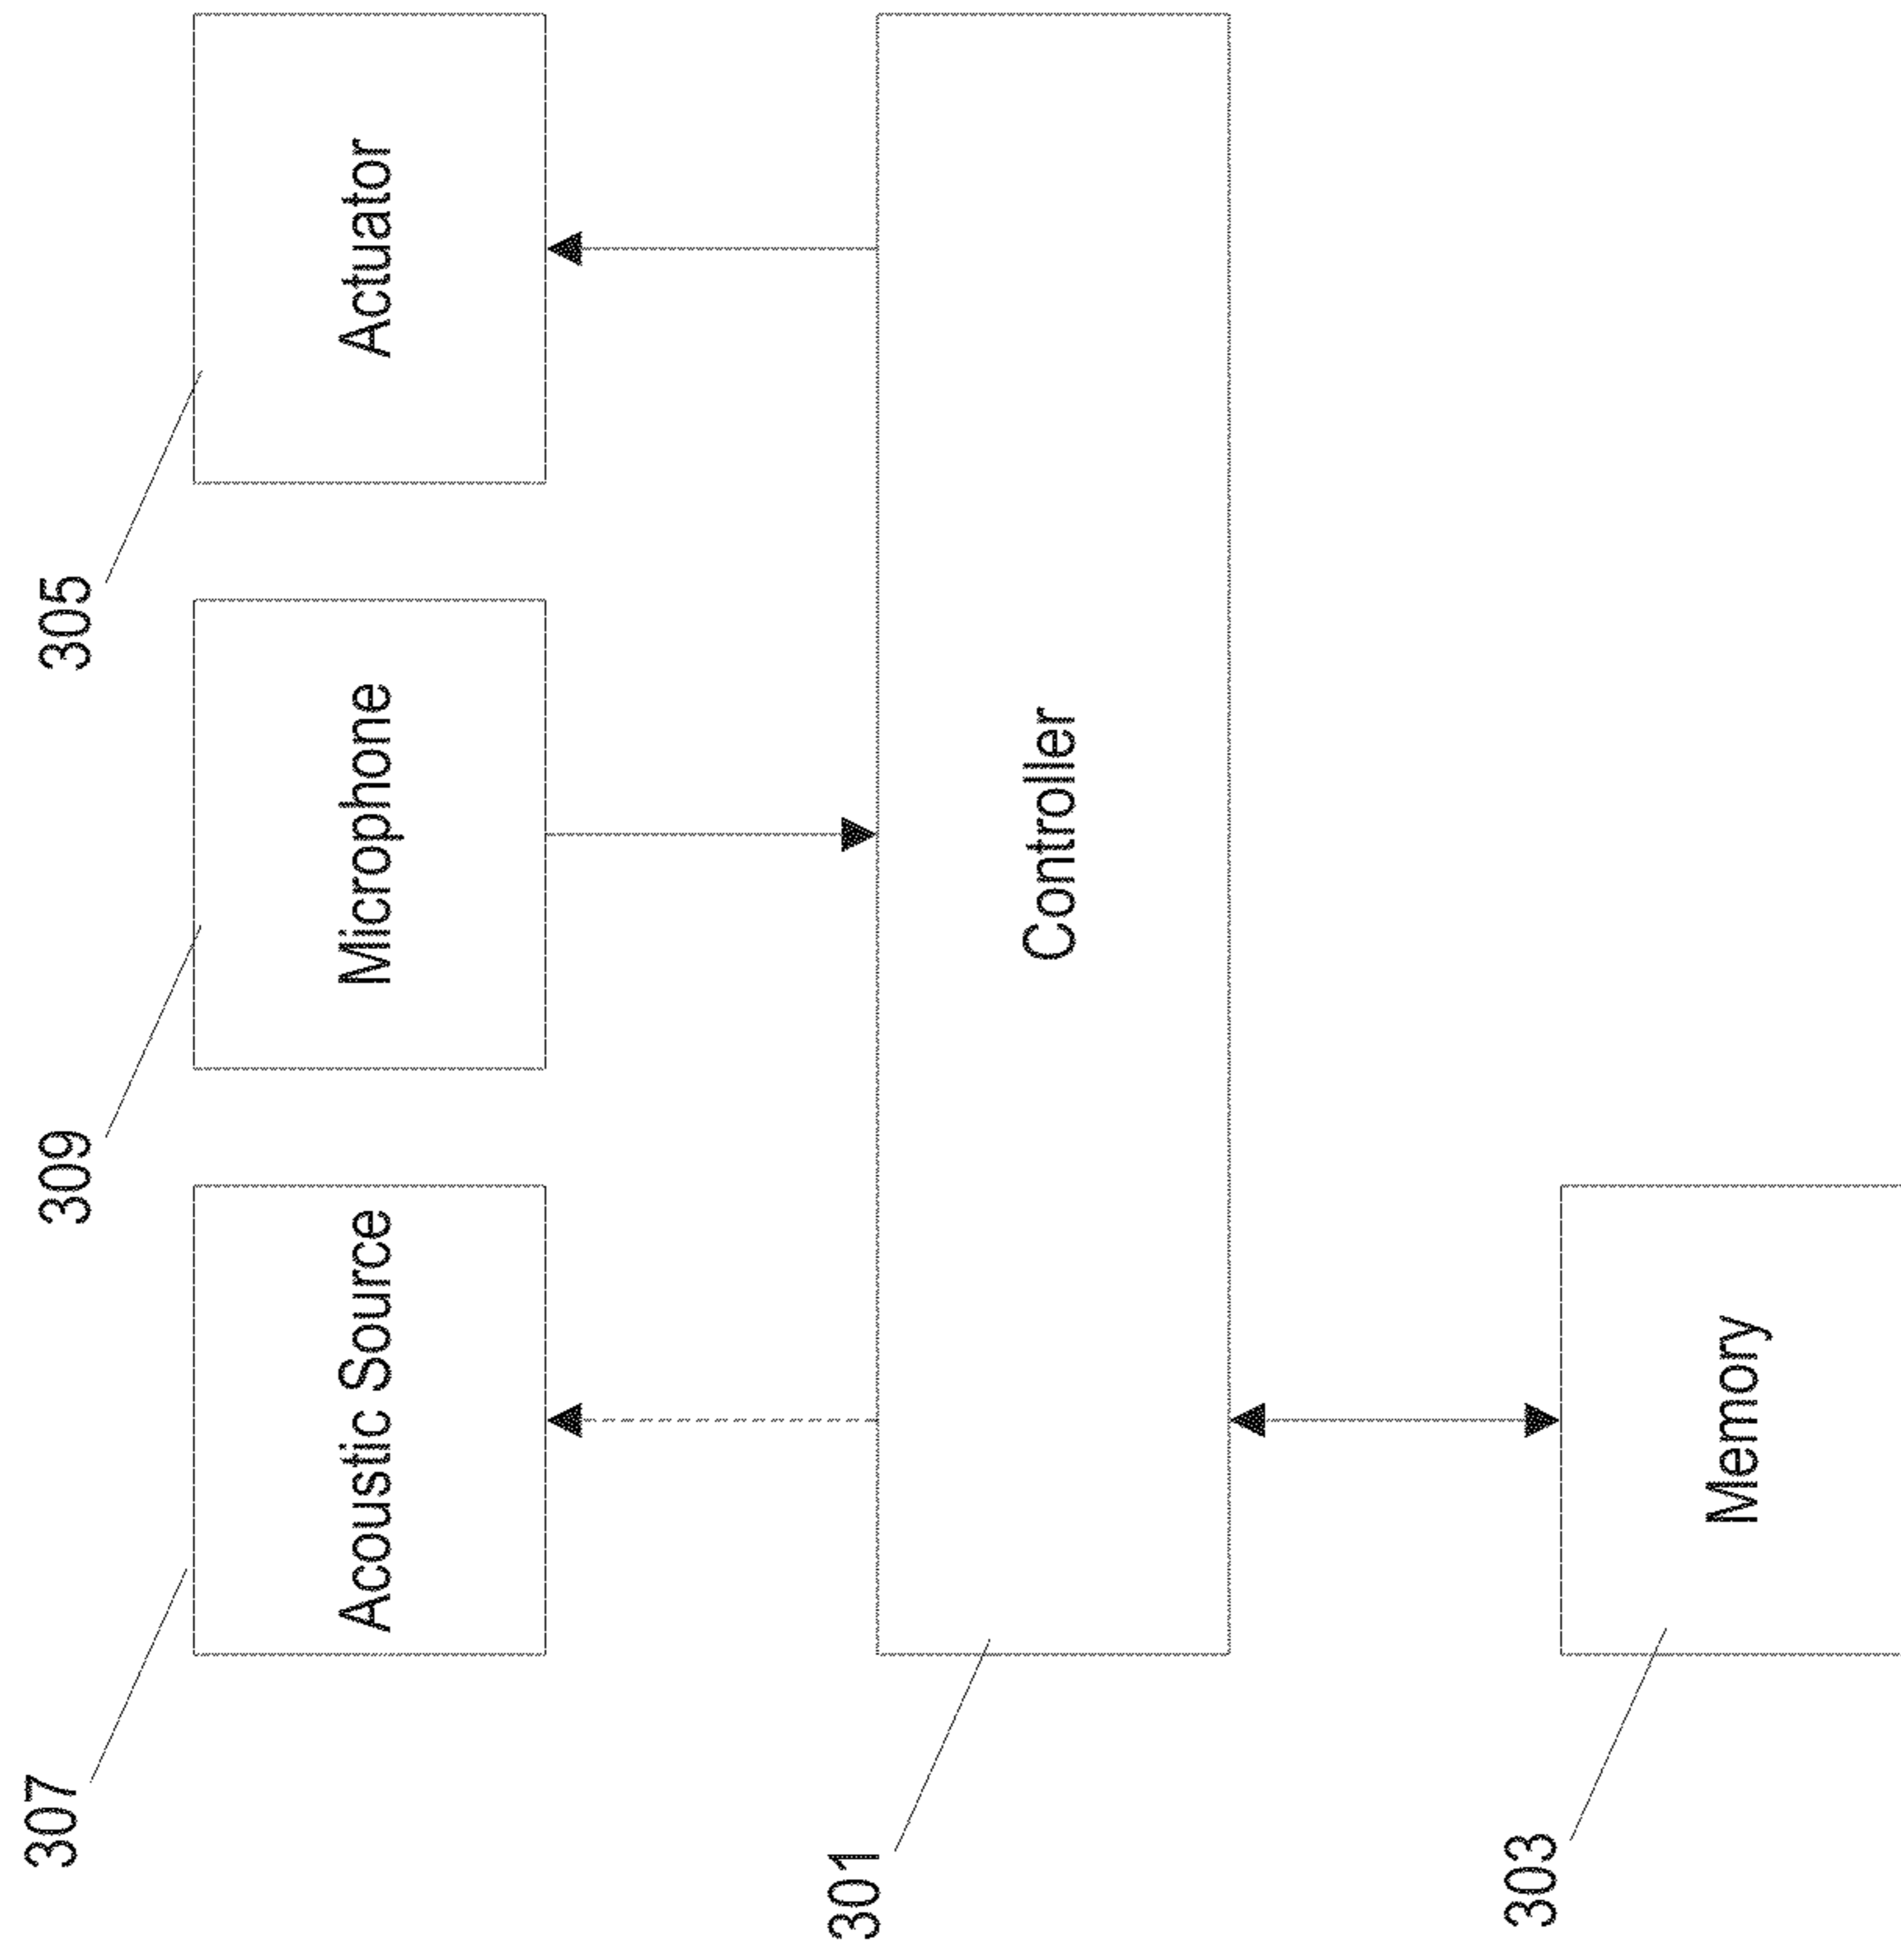 307
Acoustic Source
309
Microphone
305
Actuator
301
Controller
303
Memory